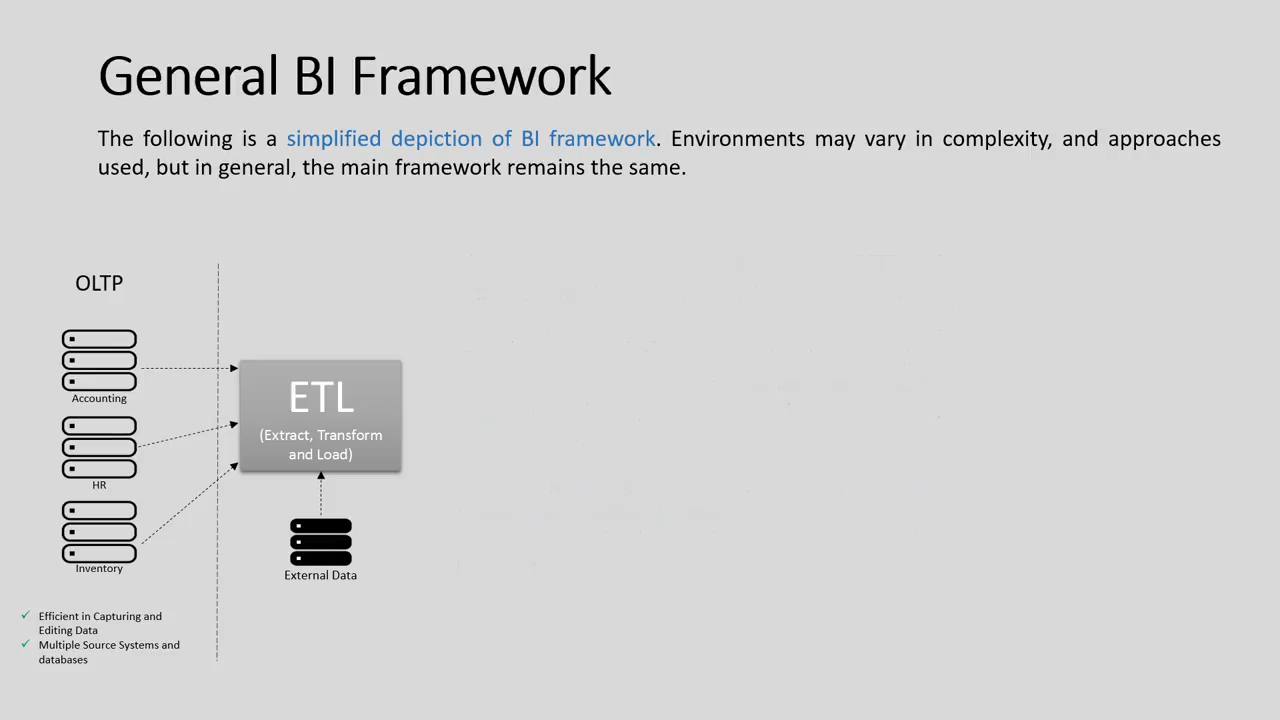 General BI Framework
The following is a simplified depiction of BI framework. Environments may vary in complexity, and approaches
used, but in general, the main framework remains the same.
OLTP
Accounting
HR
Inventory
Efficient in Capturing and
Editing Data
Multiple Source Systems and
databases
ETL
(Extract, Transform
and Load)
External Data